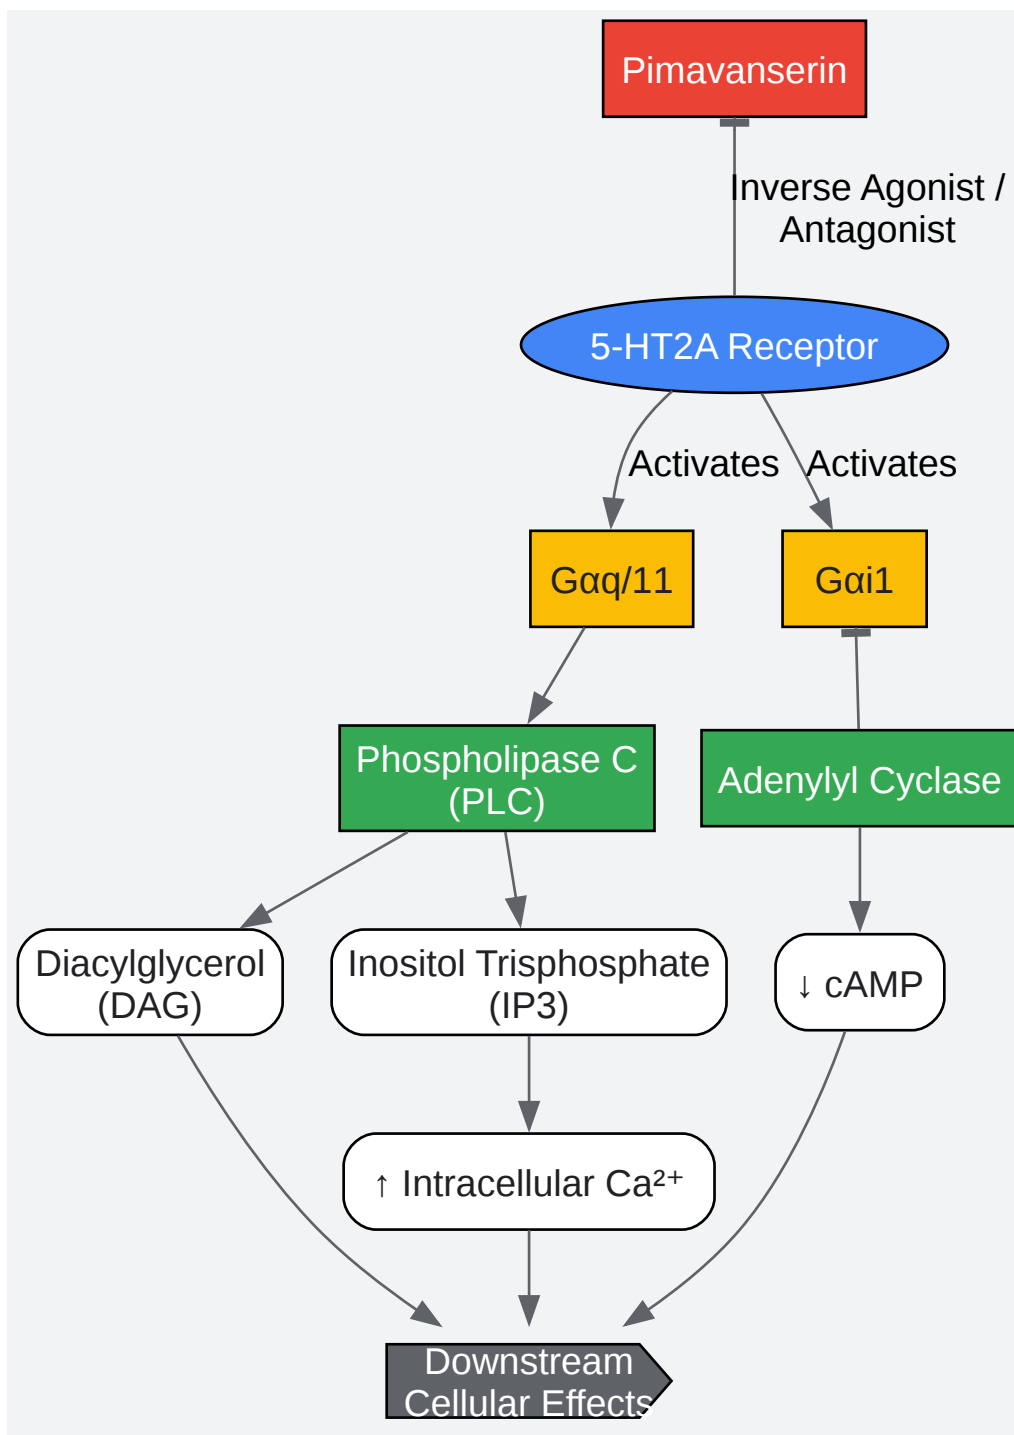 Pimavanserin
Inverse Agonist /
Antagonist
5-HT2A Receptor
Activates
Activates
Gαq/11
Gαi1
Phospholipase C
(PLC)
Adenylyl Cyclase
Diacylglycerol
(DAG)
Inositol Trisphosphate
(IP3)
↓ cAMP
↑ Intracellular Ca²⁺
Downstream
Cellular Effects